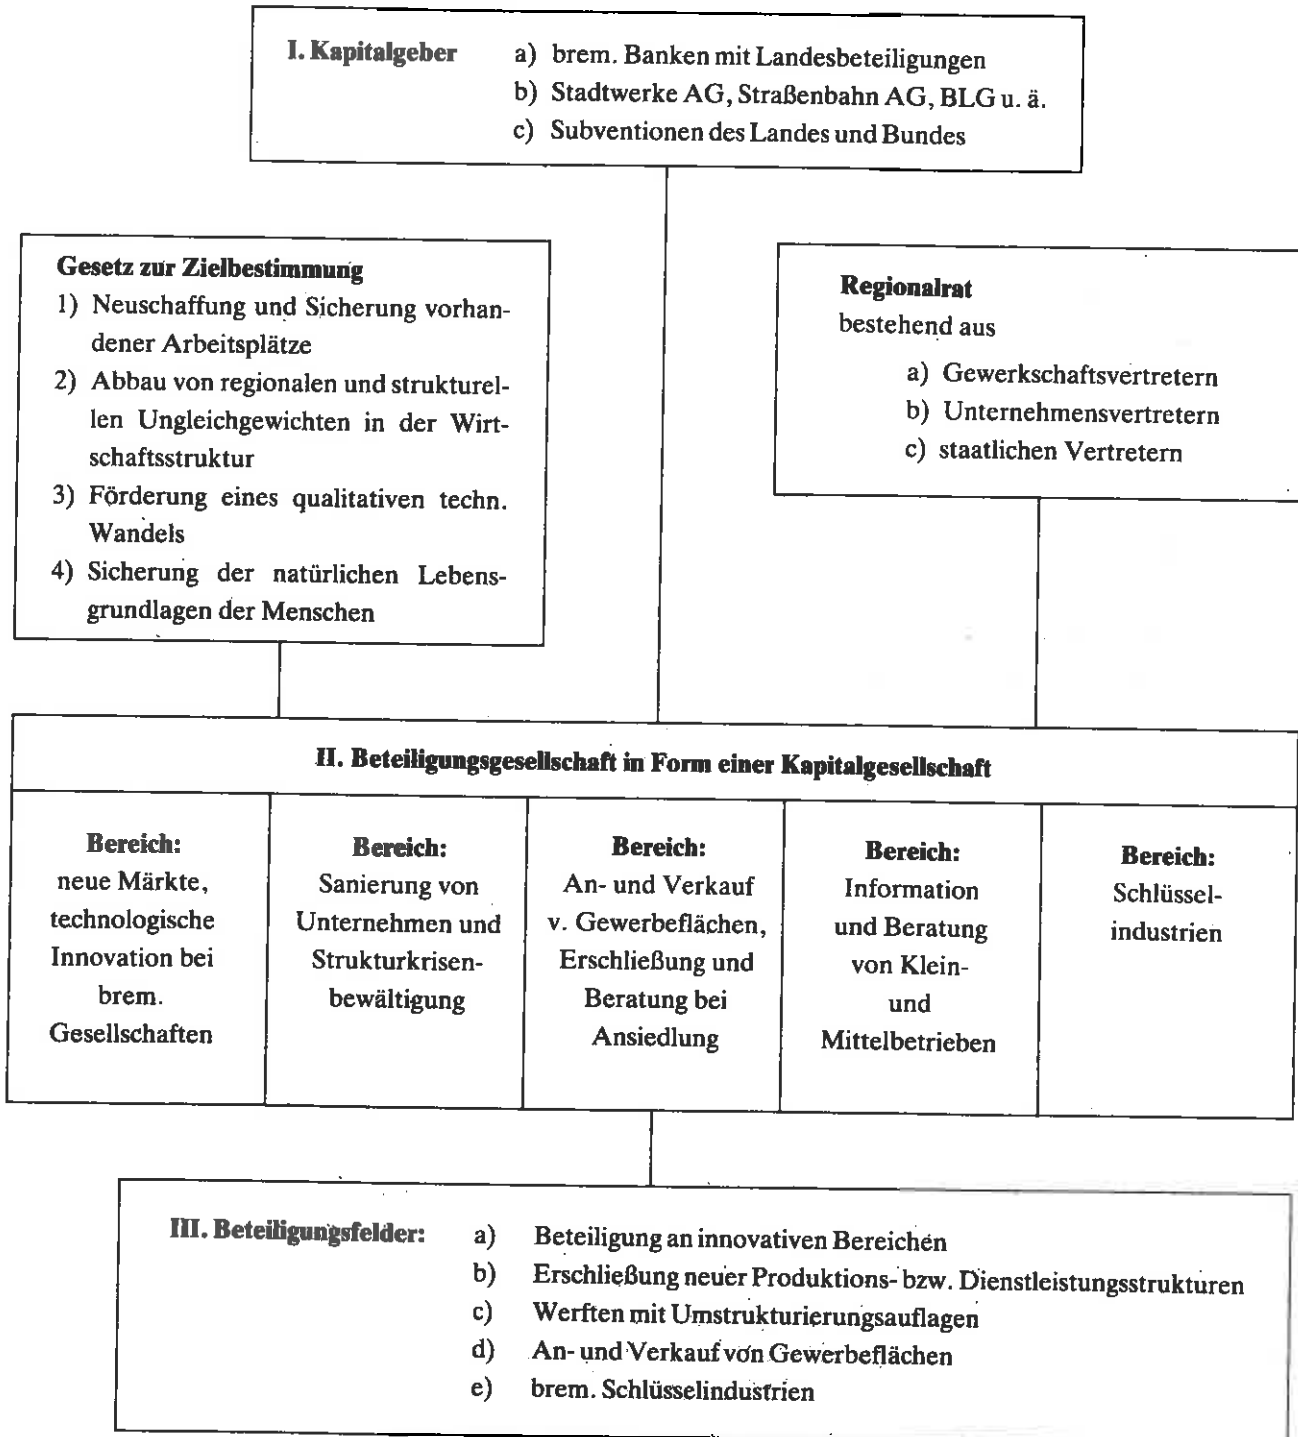 I. Kapitalgeber a) brem. Banken mit Landesbeteiligungen
b) Stadtwerke AG, Straßenbahn AG, BLG u. ä.
c) Subventionen des Landes und Bundes
Gesetz zur Zielbestimmung
1) Neuschaffung und Sicherung vorhan-
dener Arbeitsplätze
2) Abbau von regionalen und strukturel-
len Ungleichgewichten in der Wirt-
schaftsstruktur
3) Förderung eines qualitativen techn.
Wandels
4) Sicherung der natürlichen Lebens-
grundlagen der Menschen
Regionalrat
bestehend aus
a) Gewerkschaftsvertretern
b) Unternehmensvertretern
c) staatlichen Vertretern
II. Beteiligungsgesellschaft in Form einer Kapitalgesellschaft
Bereich:
neue Märkte,
technologische
Innovation bei
brem.
Gesellschaften
Bereich:
Sanierung von
Unternehmen und
Strukturkrisen-
bewältigung
Bereich:
An- und Verkauf
v. Gewerbeflächen,
Erschließung und
Beratung bei
Ansiedlung
Bereich:
Information
und Beratung
von Klein-
und
Mittelbetrieben
Bereich:
Schlüssel-
industrien
III. Beteiligungsfelder: a) Beteiligung an innovativen Bereichen
b) Erschließung neuer Produktions- bzw. Dienstleistungsstrukturen
c) Werften mit Umstrukturierungsauflagen
d) An- und Verkauf von Gewerbeflächen
e) brem. Schlüsselindustrien